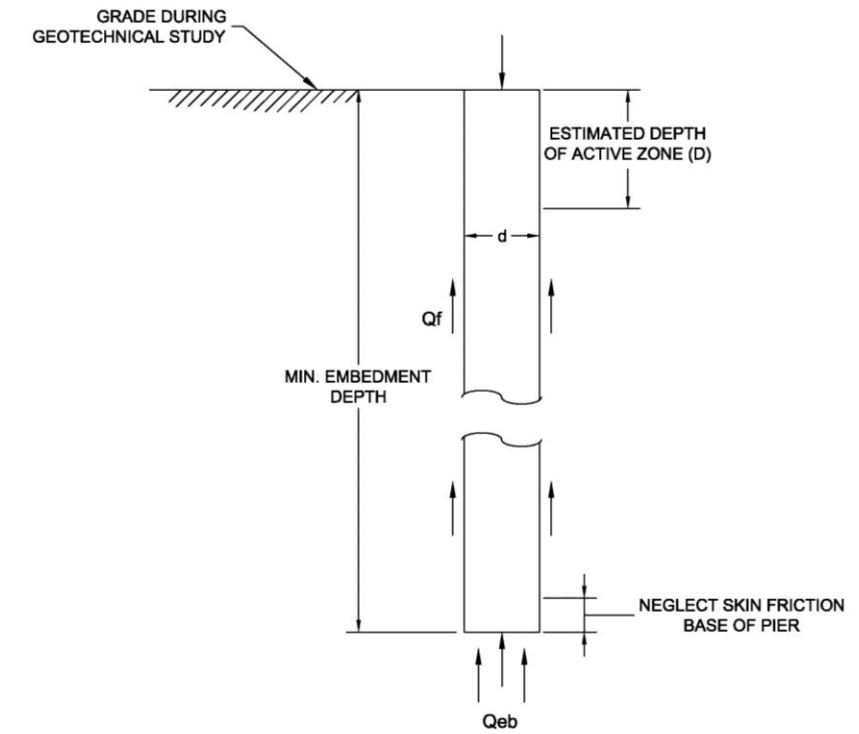 GRADE DURING
GEOTECHNICAL STUDY
ESTIMATED DEPTH
OF ACTIVE ZONE (D)
d
Qf
MIN. EMBEDMENT
DEPTH
NEGLECT SKIN FRICTION
BASE OF PIER
Qeb